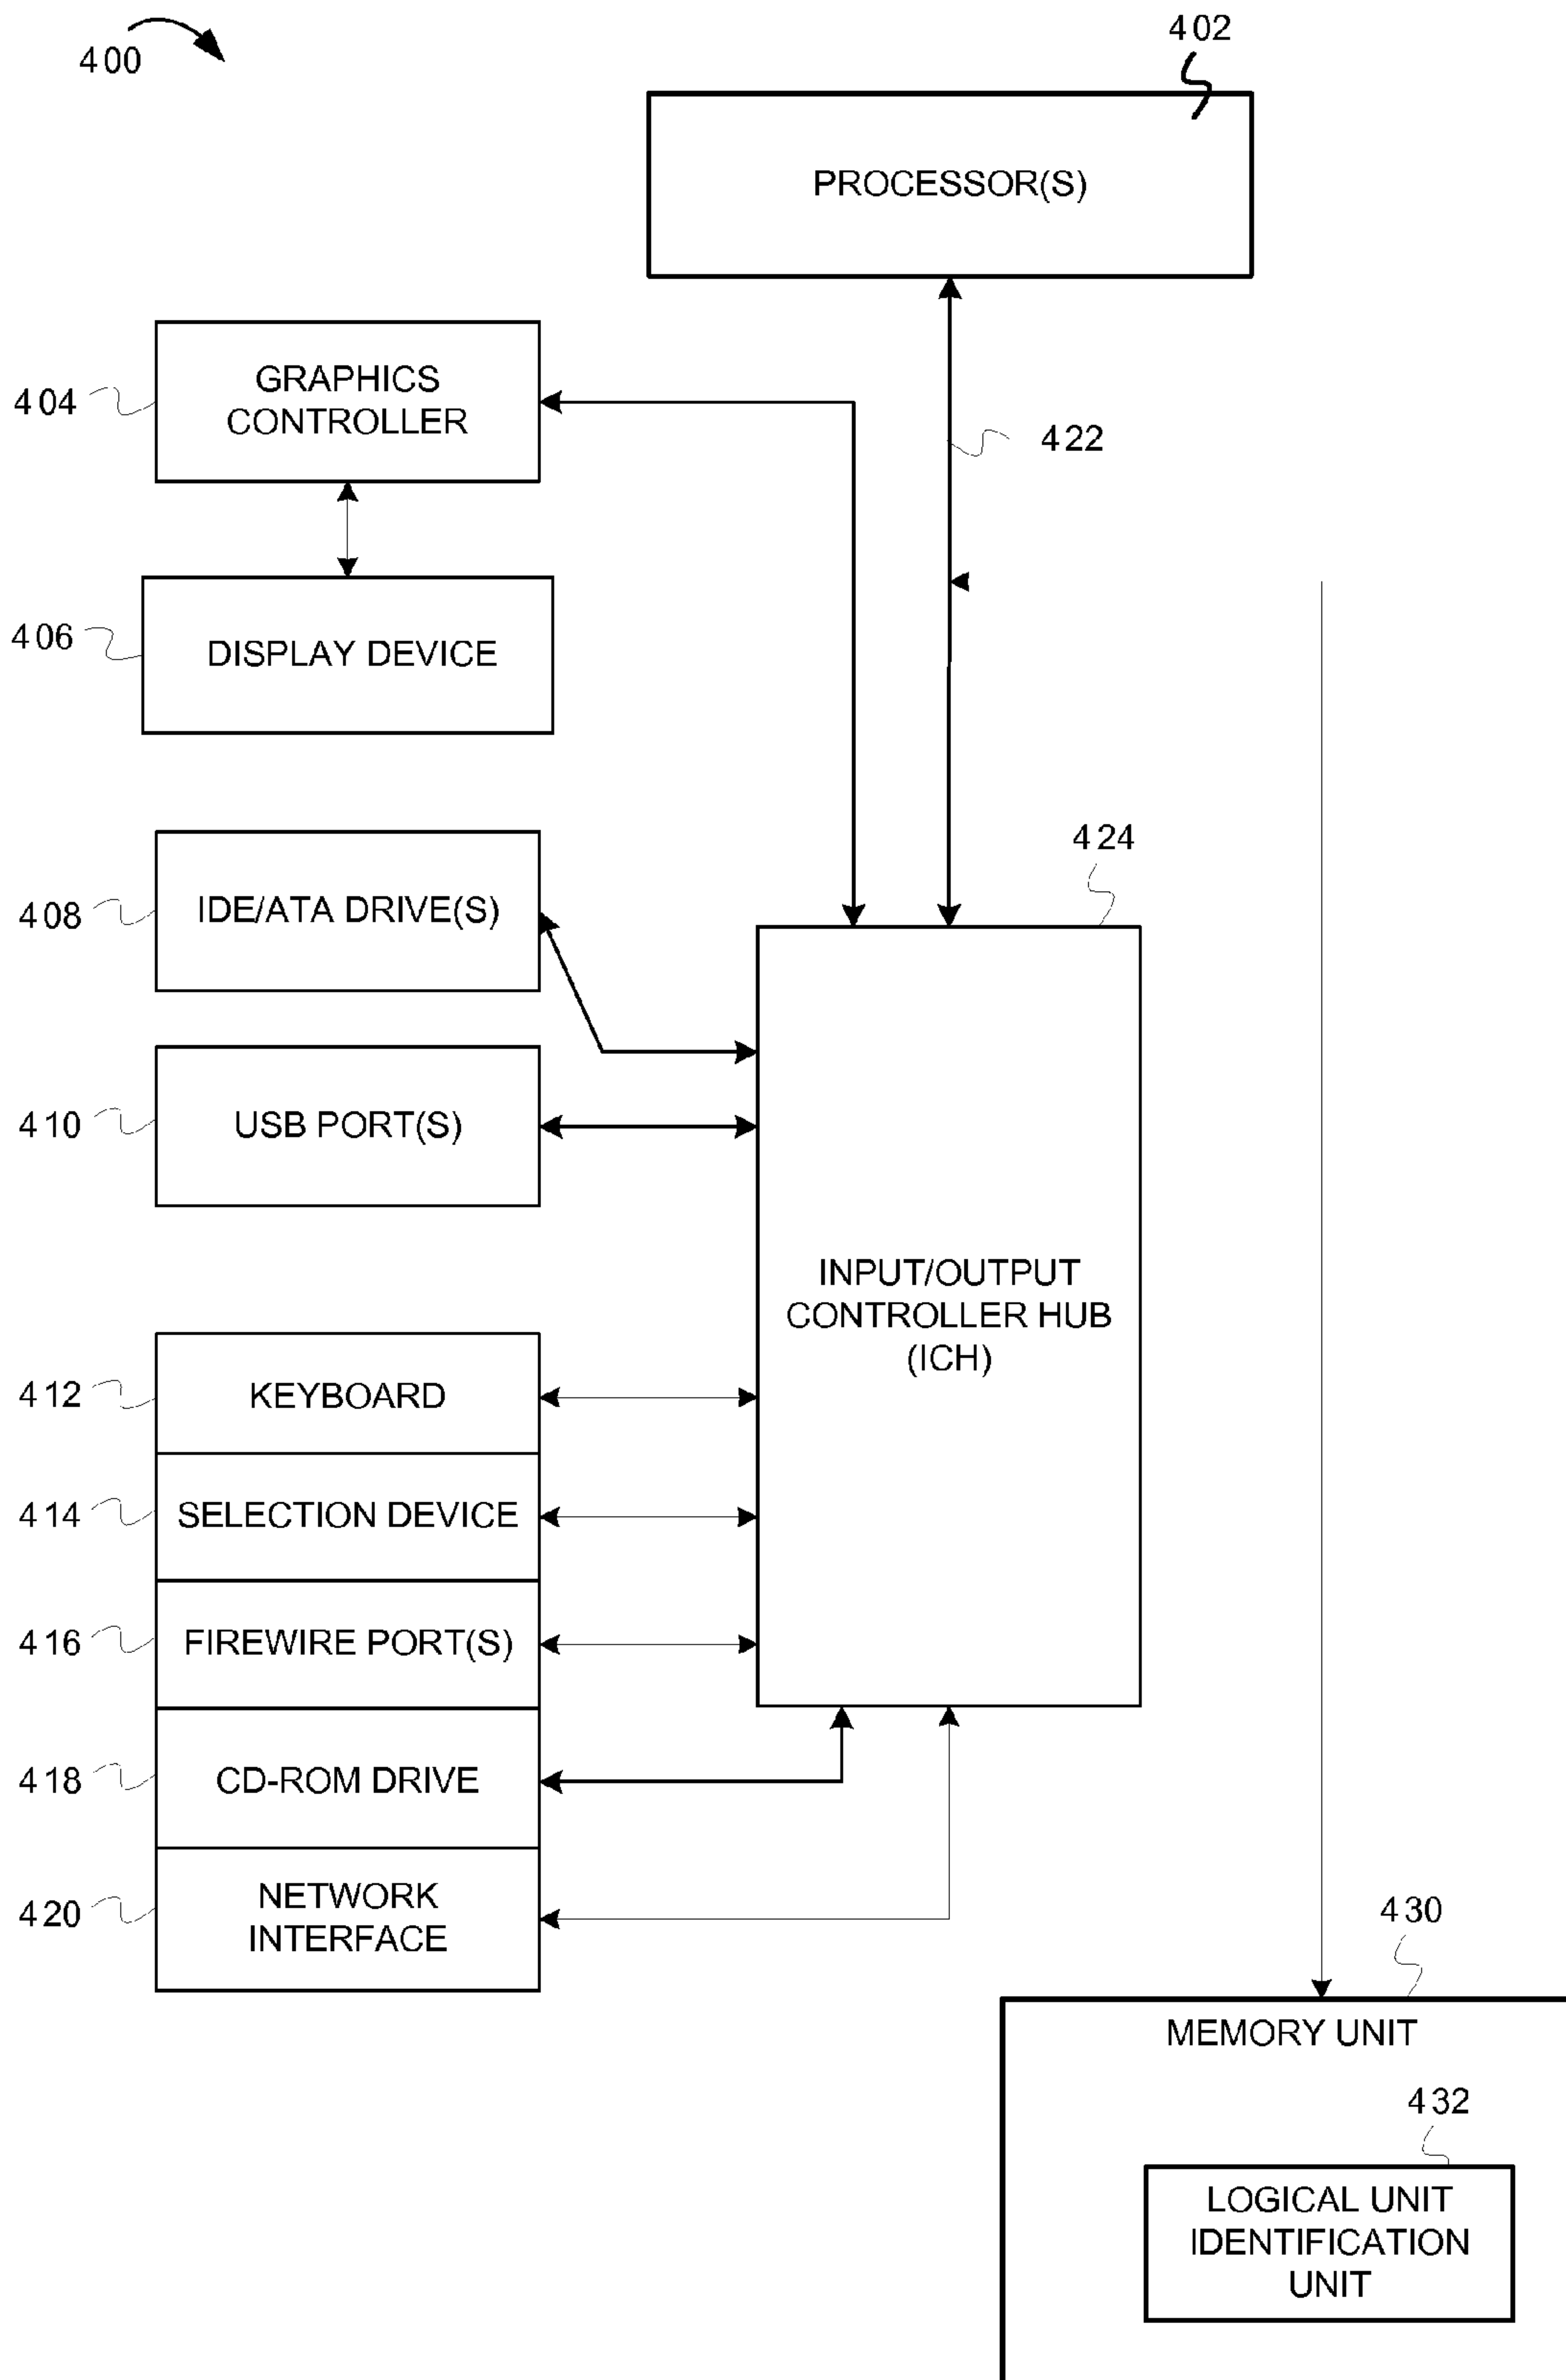 400
402
PROCESSOR(S)
404
GRAPHICS
CONTROLLER
422
406
DISPLAY DEVICE
424
408
IDE/ATA DRIVE(S)
410
USB PORT(S)
INPUT/OUTPUT
CONTROLLER HUB
(ICH)
412
KEYBOARD
414
SELECTION DEVICE
416
FIREWIRE PORT(S)
418
CD-ROM DRIVE
420
NETWORK
INTERFACE
430
MEMORY UNIT
432
LOGICAL UNIT
IDENTIFICATION
UNIT